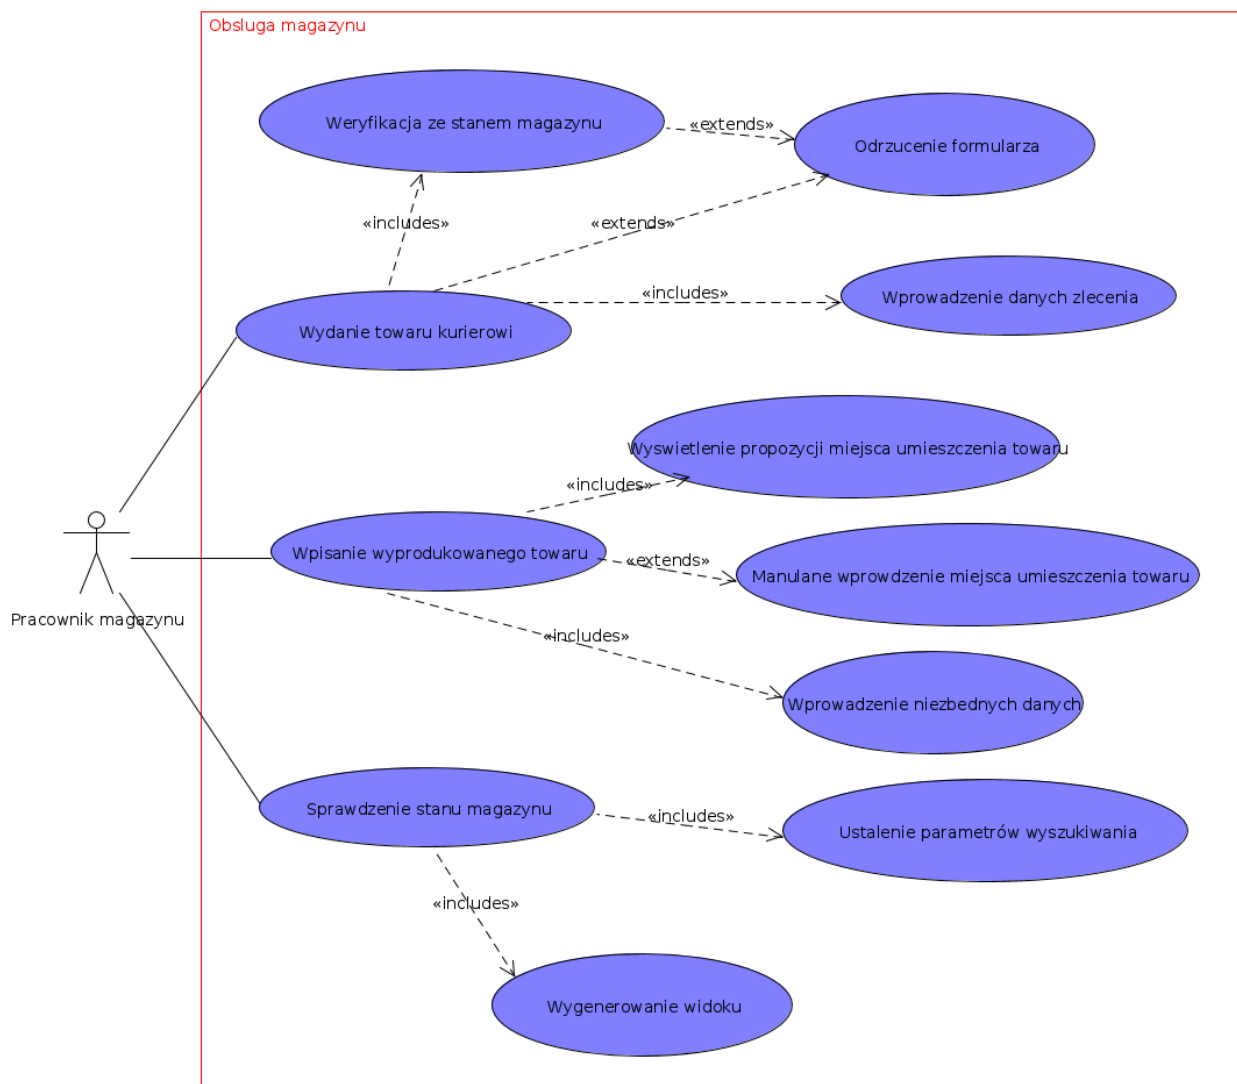 Obsluga magazynu
Weryfikacja ze stanem magazynu
«extends»
Odrzucenie formularza
«includes»
«extends»
Wydanie towaru kurierowi
«includes»
Wprowadzenie danych zlecenia
Wyswietlenie propozycji miejsca umieszczenia towaru
«includes»
Wpisanie wyprodukowanego towaru
«extends»
Manulane wprowdzenie miejsca umieszczenia towaru
Pracownik magazynu
«includes»
Wprowadzenie niezbednych danych
Sprawdzenie stanu magazynu
«includes»
Ustalenie parametrów wyszukiwania
«includes»
Wygenerowanie widoku